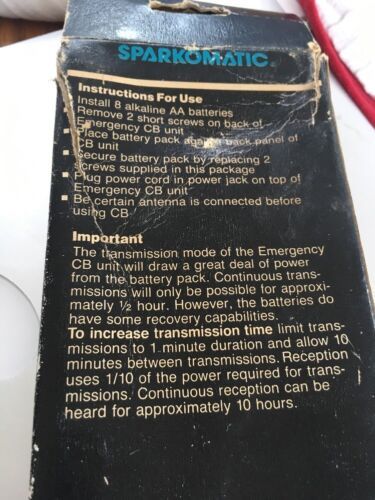 SPARKOMATIC®
Instructions For Use
Install 8 alkaline AA batteries
Remove 2 short screws on back of
Emergency CB unit
■ Place battery pack against back panel of
CB unit
Secure battery pack by replacing 2
screws supplied in this package
■ Plug power cord in power jack on top of
Emergency CB unit
■ Be certain antenna is connected before
using CB
Important
The transmission mode of the Emergency
CB unit will draw a great deal of power
from the battery pack. Continuous trans-
missions will only be possible for approxi-
mately ½ hour. However, the batteries do
have some recovery capabilities.
To increase transmission time limit trans-
missions to 1 minute duration and allow 10
minutes between transmissions. Reception
uses 1/10 of the power required for trans-
missions. Continuous reception can be
heard for approximately 10 hours.